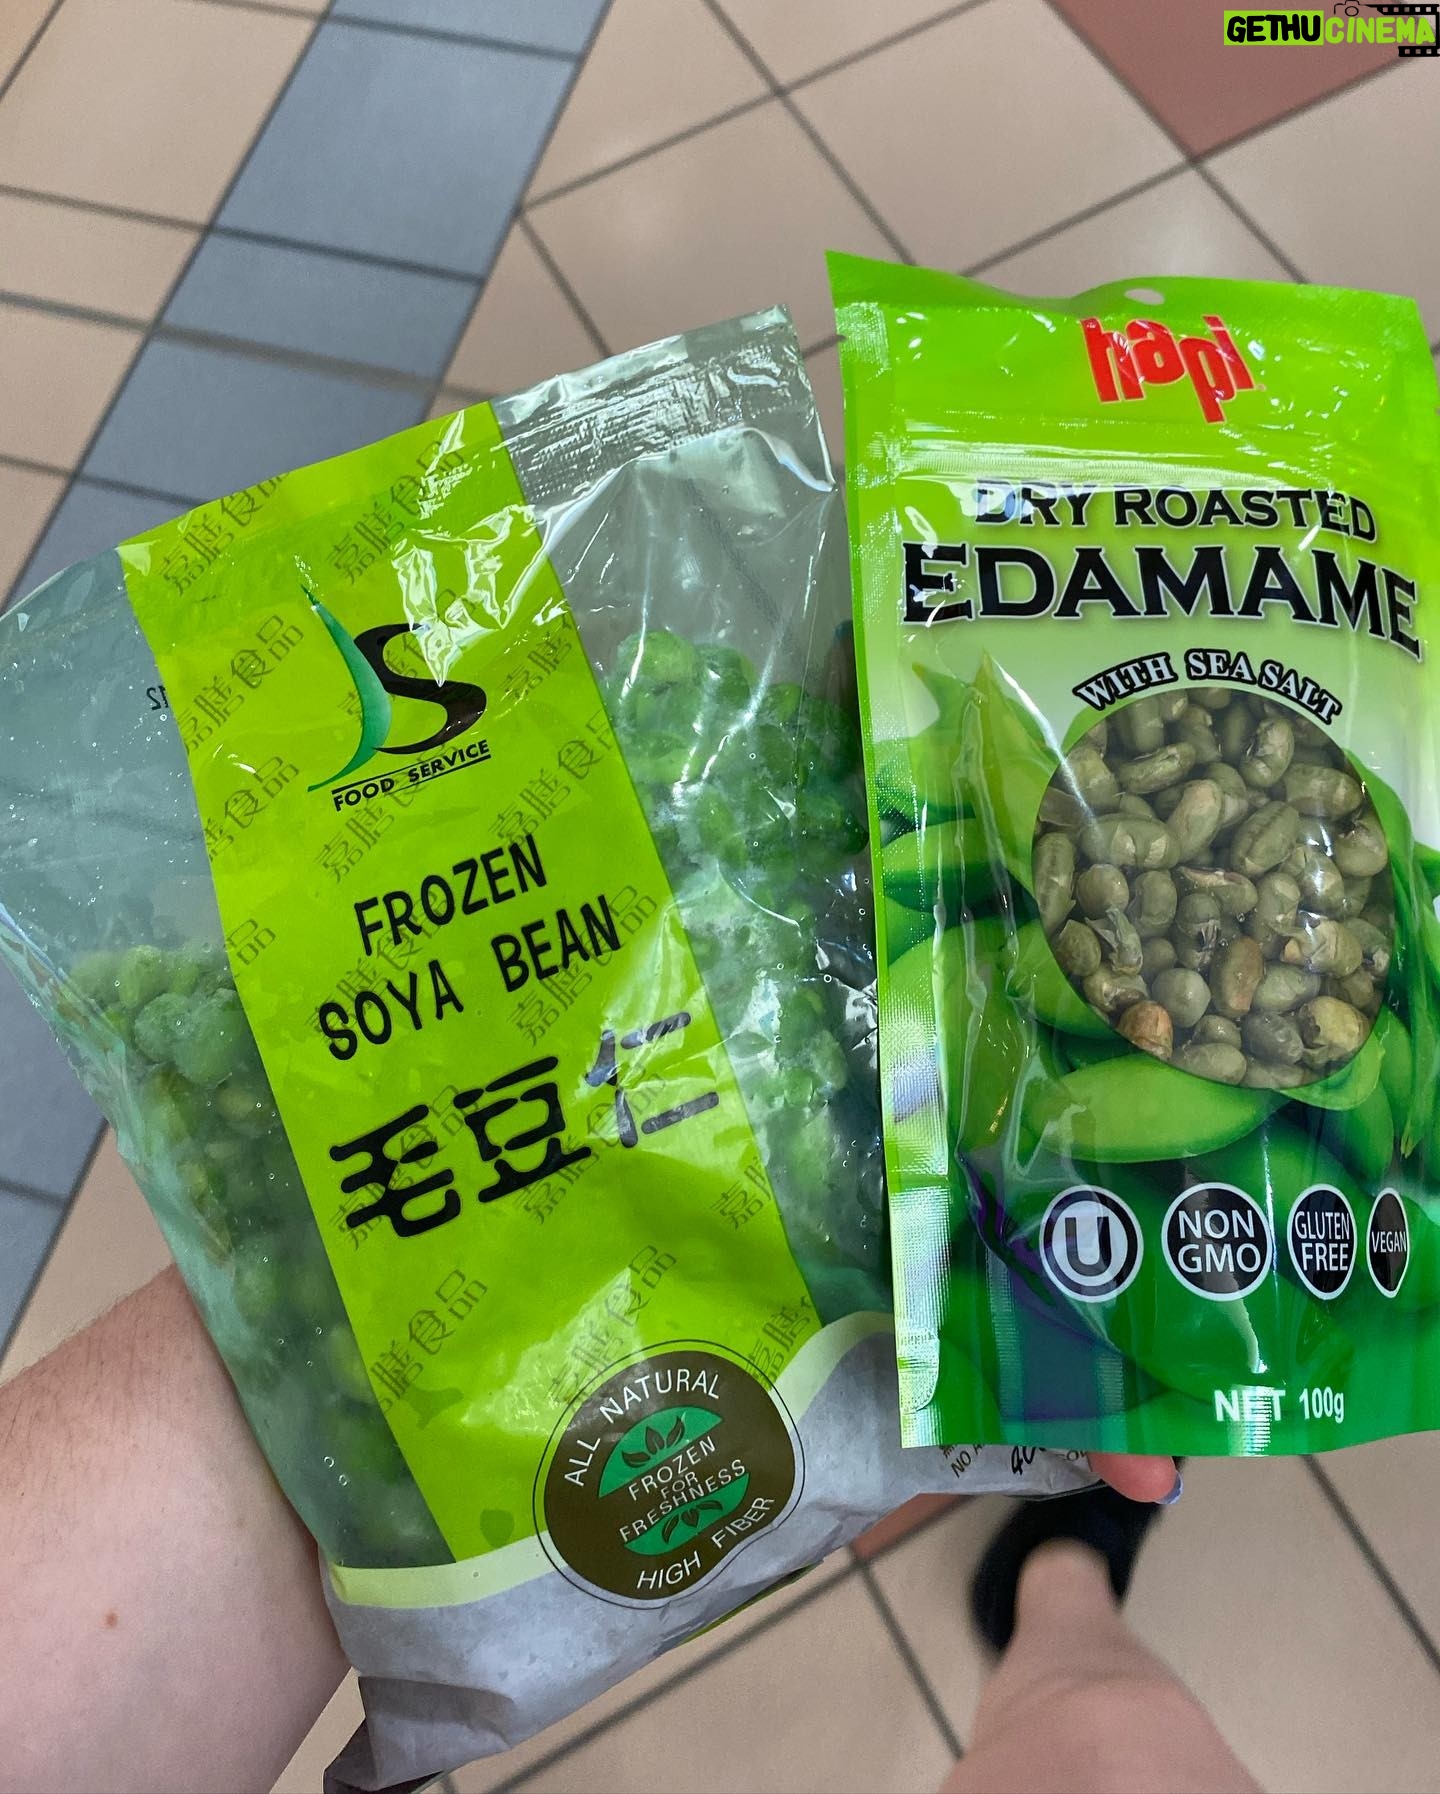 GETHUCINEMA
JS
FOOD SERVICE
FROZEN
SOYA BEAN
毛豆仁
嘉膳食品
ALL NATURAL
FROZEN
FOR
FRESHNESS
HIGH FIBER
hapi
DRY ROASTED
EDAMAME
WITH SEA SALT
U
NON
GMO
GLUTEN
FREE
VEGAN
NET 100g